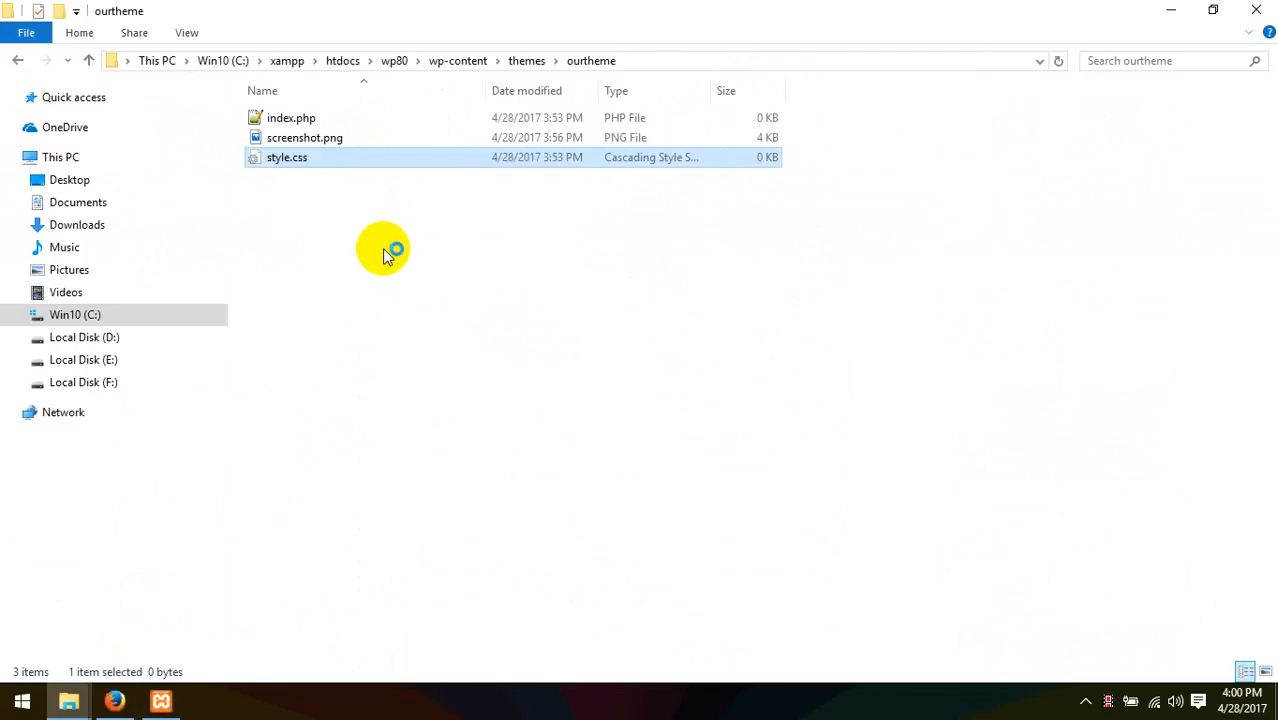 ourtheme
File Home Share View
This PC Win10 (C:) xampp htdocs wp80 wp-content themes ourtheme Search ourtheme
Name Date modified Type Size
Quick access
OneDrive
This PC
Desktop
Documents
Downloads
Music
Pictures
Videos
Win10 (C:)
Local Disk (D:)
Local Disk (E:)
Local Disk (F:)
Network
index.php 4/28/2017 3:53 PM PHP File 0 KB
screenshot.png 4/28/2017 3:56 PM PNG File 4 KB
style.css 4/28/2017 3:53 PM Cascading Style S... 0 KB
3 items 1 item selected 0 bytes
4:00 PM
4/28/2017